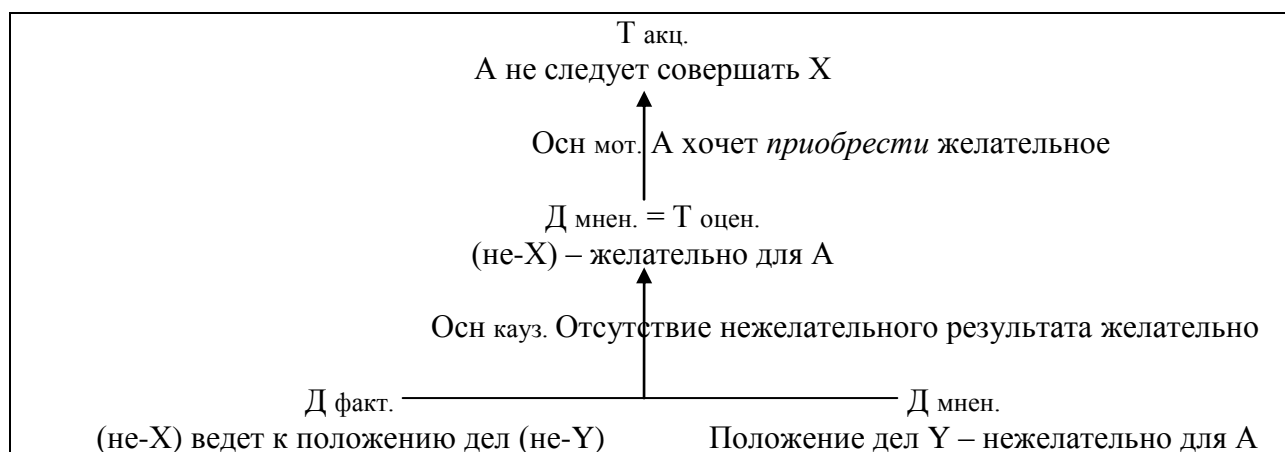 Т акц.
А не следует совершать X
Осн мот. А хочет приобрести желательное
Д мнен. = Т оцен.
(не-X) – желательно для А
Осн кауз. Отсутствие нежелательного результата желательно
Д факт. Д мнен.
(не-X) ведет к положению дел (не-Y) Положение дел Y – нежелательно для А